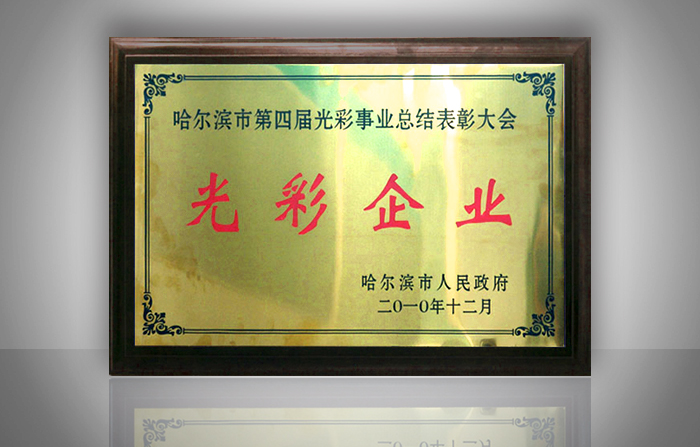 哈尔滨市第四届光彩事业总结表彰大会
光彩企业
哈尔滨市人民政府
二〇一〇年十二月